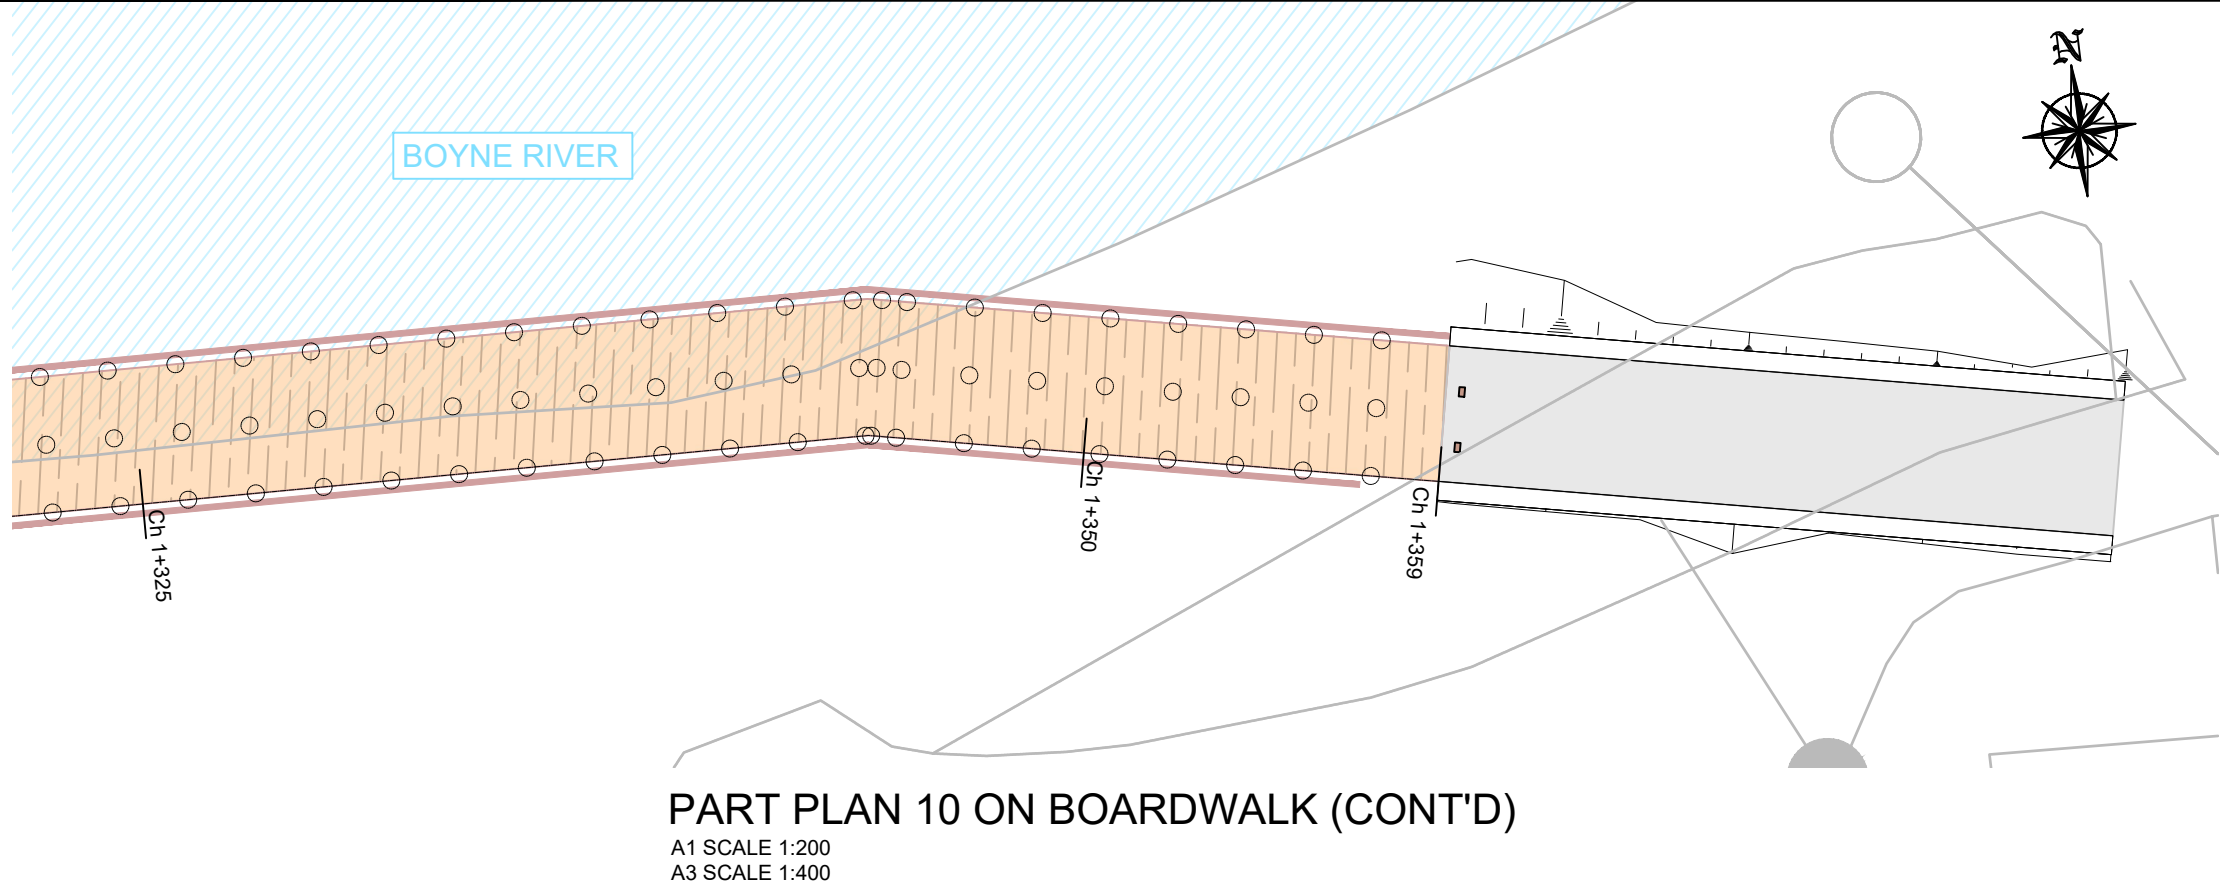 N
BOYNE RIVER
Ch 1+325
Ch 1+350
Ch 1+359
PART PLAN 10 ON BOARDWALK (CONT'D)
A1 SCALE 1:200
A3 SCALE 1:400